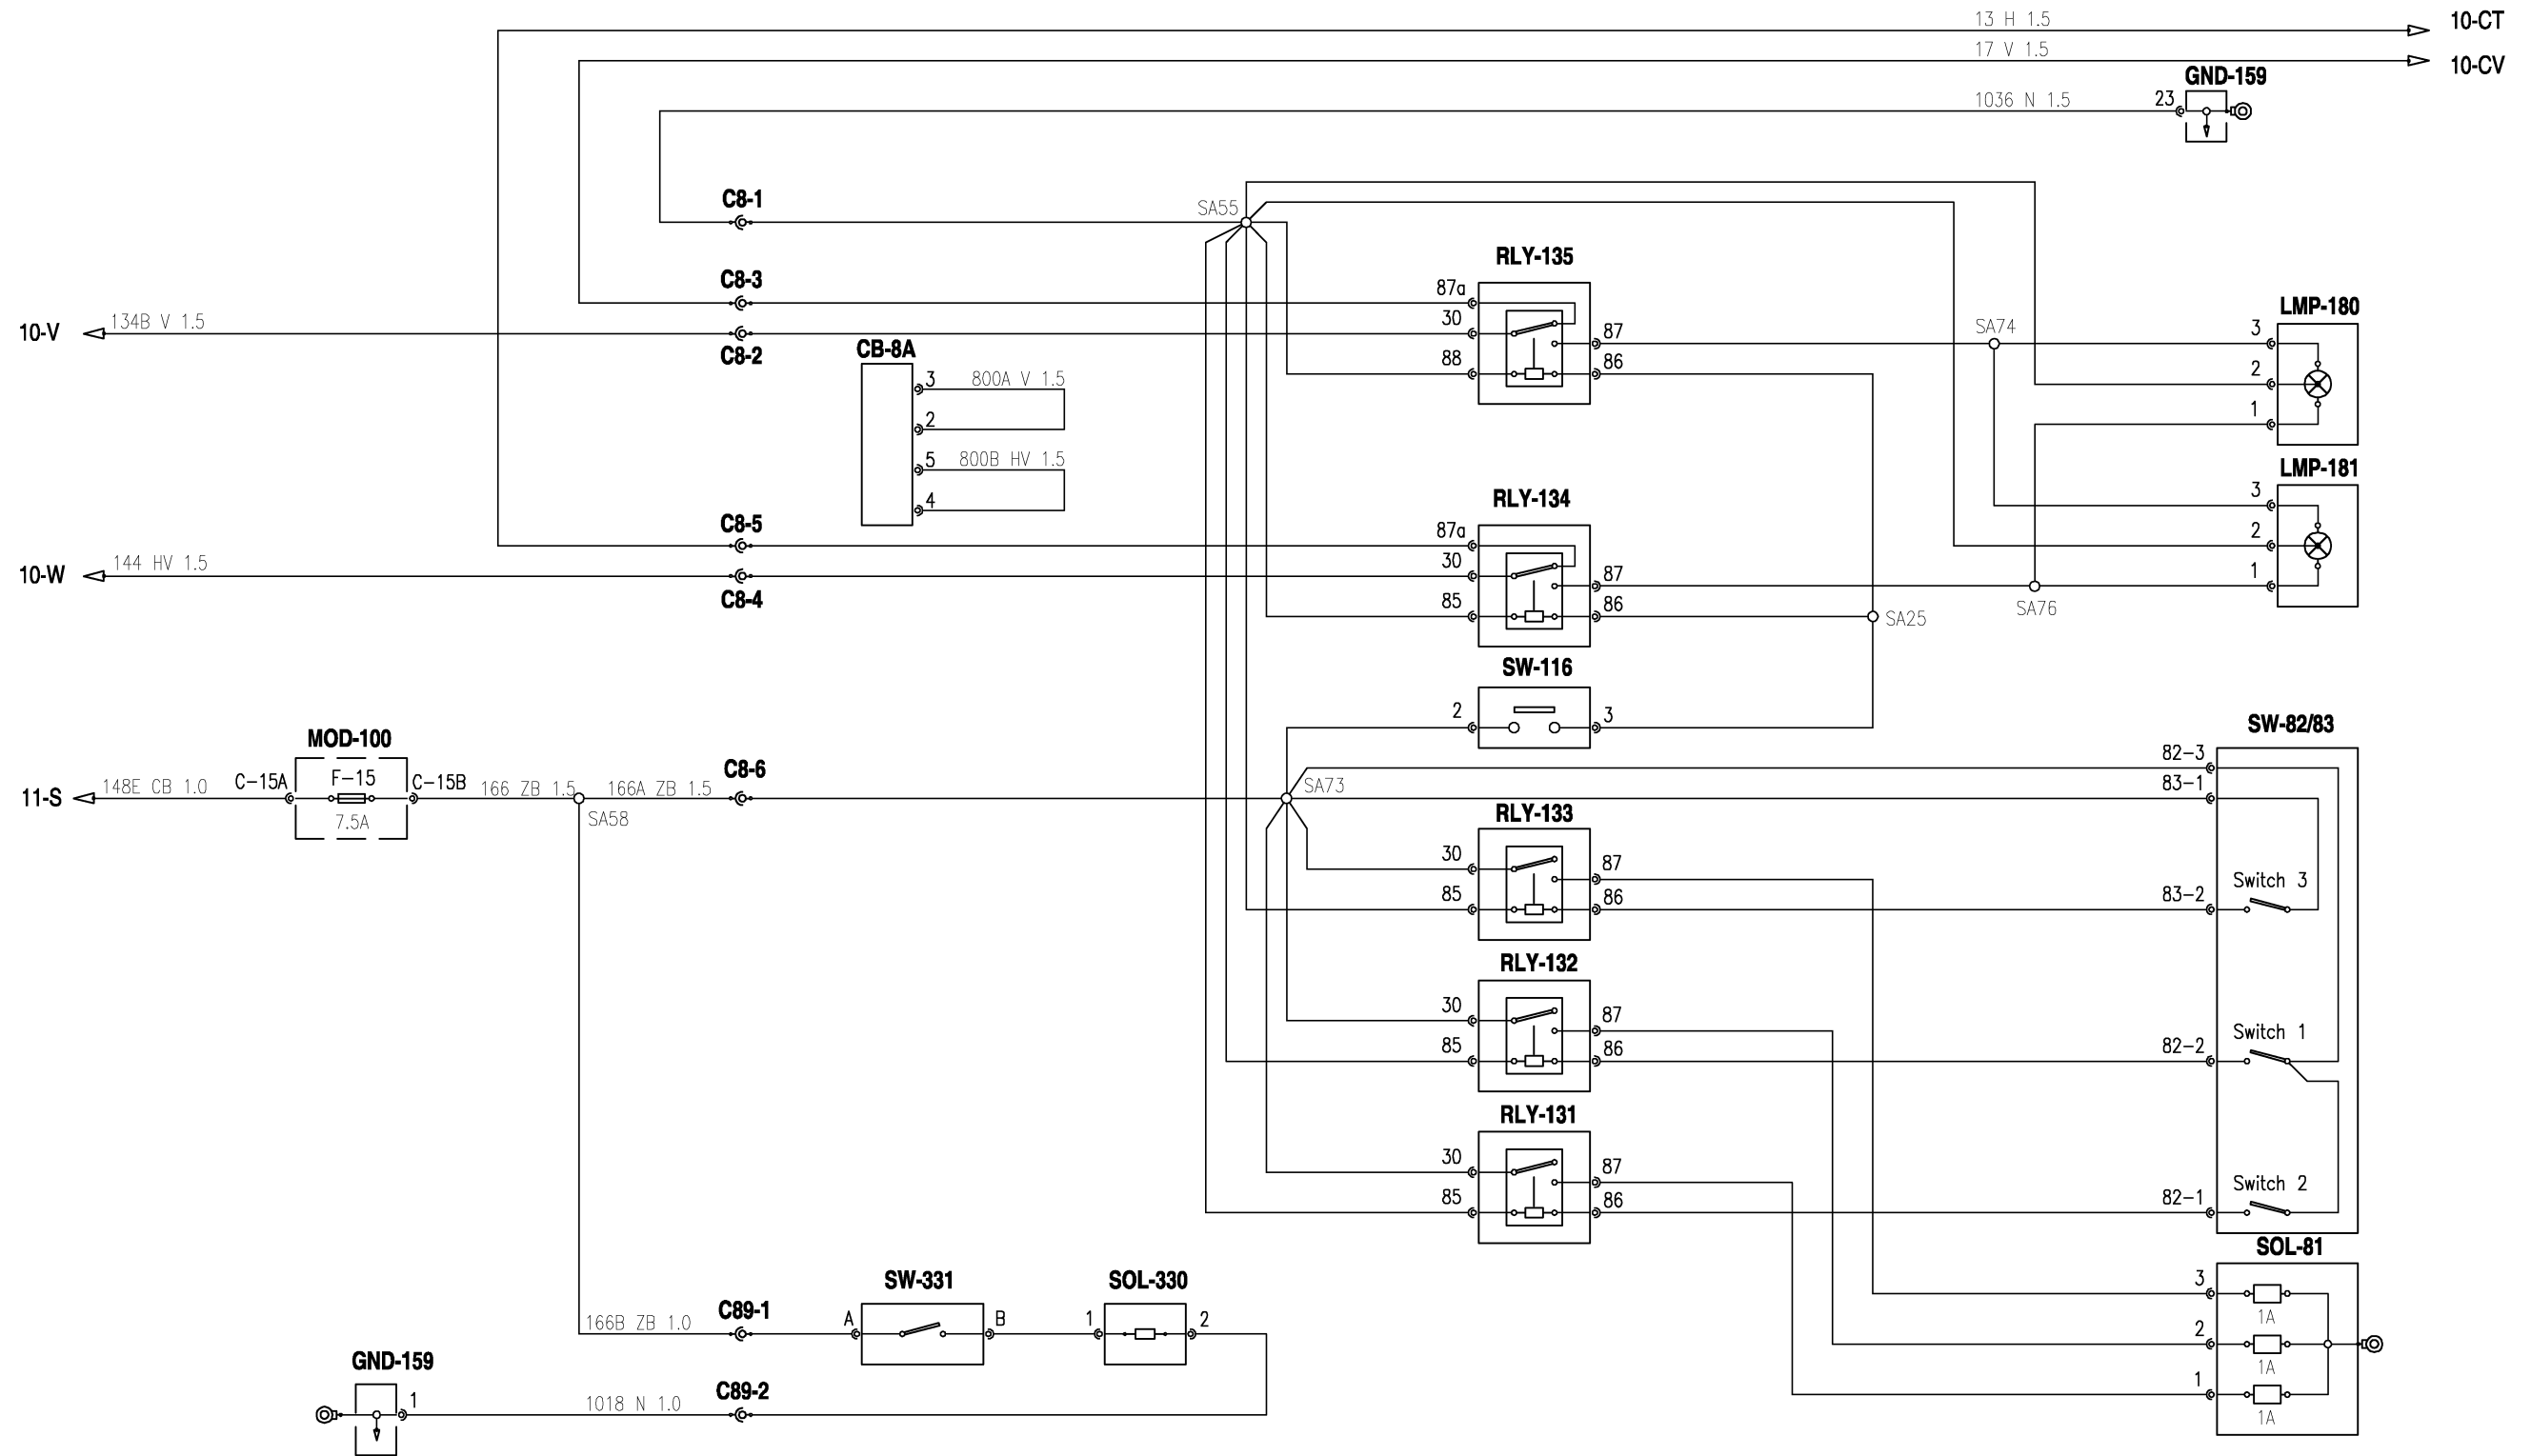 13 H 1.5
10-CT
17 V 1.5
10-CV
GND-159
1036 N 1.5
23
C8-1
SA55
RLY-135
C8-3
87a
10-V
134B V 1.5
30
87
SA74
LMP-180
3
C8-2
CB-8A
88
86
2
3
800A V 1.5
2
1
5
800B HV 1.5
4
LMP-181
3
RLY-134
C8-5
87a
2
10-W
144 HV 1.5
30
87
1
C8-4
85
86
SA25
SA76
SW-116
2
3
SW-82/83
MOD-100
82-3
11-S
148E CB 1.0
C-15A
F-15
C-15B
166 ZB 1.5
166A ZB 1.5
C8-6
SA73
83-1
7.5A
SA58
RLY-133
30
87
Switch 3
85
86
83-2
RLY-132
30
87
Switch 1
85
86
82-2
RLY-131
30
87
Switch 2
85
86
82-1
SOL-81
SW-331
SOL-330
3
1A
166B ZB 1.0
C89-1
A
B
1
2
2
1A
GND-159
1
1018 N 1.0
C89-2
1
1A